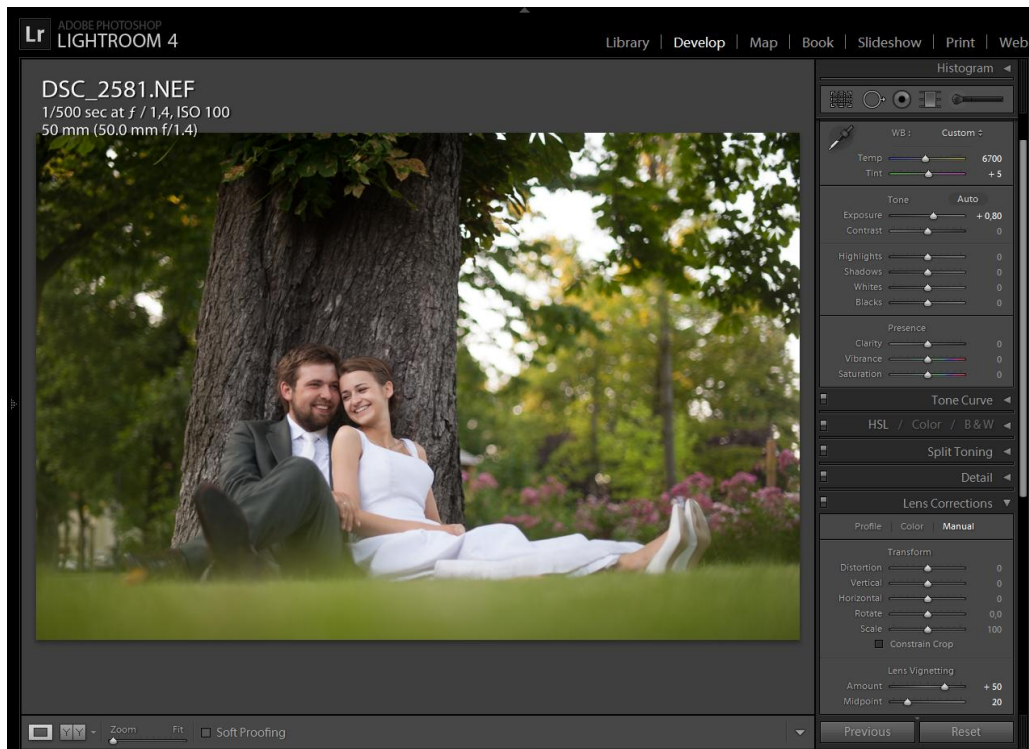 Lr ADOBE PHOTOSHOP
LIGHTROOM 4
Library | Develop | Map | Book | Slideshow | Print | Web
DSC_2581.NEF
1/500 sec at ƒ / 1,4, ISO 100
50 mm (50.0 mm f/1.4)
Histogram
WB : Custom
Temp 6700
Tint + 5
Tone Auto
Exposure + 0,80
Contrast 0
Highlights 0
Shadows 0
Whites 0
Blacks 0
Presence
Clarity 0
Vibrance 0
Saturation 0
Tone Curve
HSL / Color / B & W
Split Toning
Detail
Lens Corrections
Profile | Color | Manual
Transform
Distortion 0
Vertical 0
Horizontal 0
Rotate 0,0
Scale 100
Constrain Crop
Lens Vignetting
Amount + 50
Midpoint 20
YY Zoom Fit Soft Proofing
Previous Reset